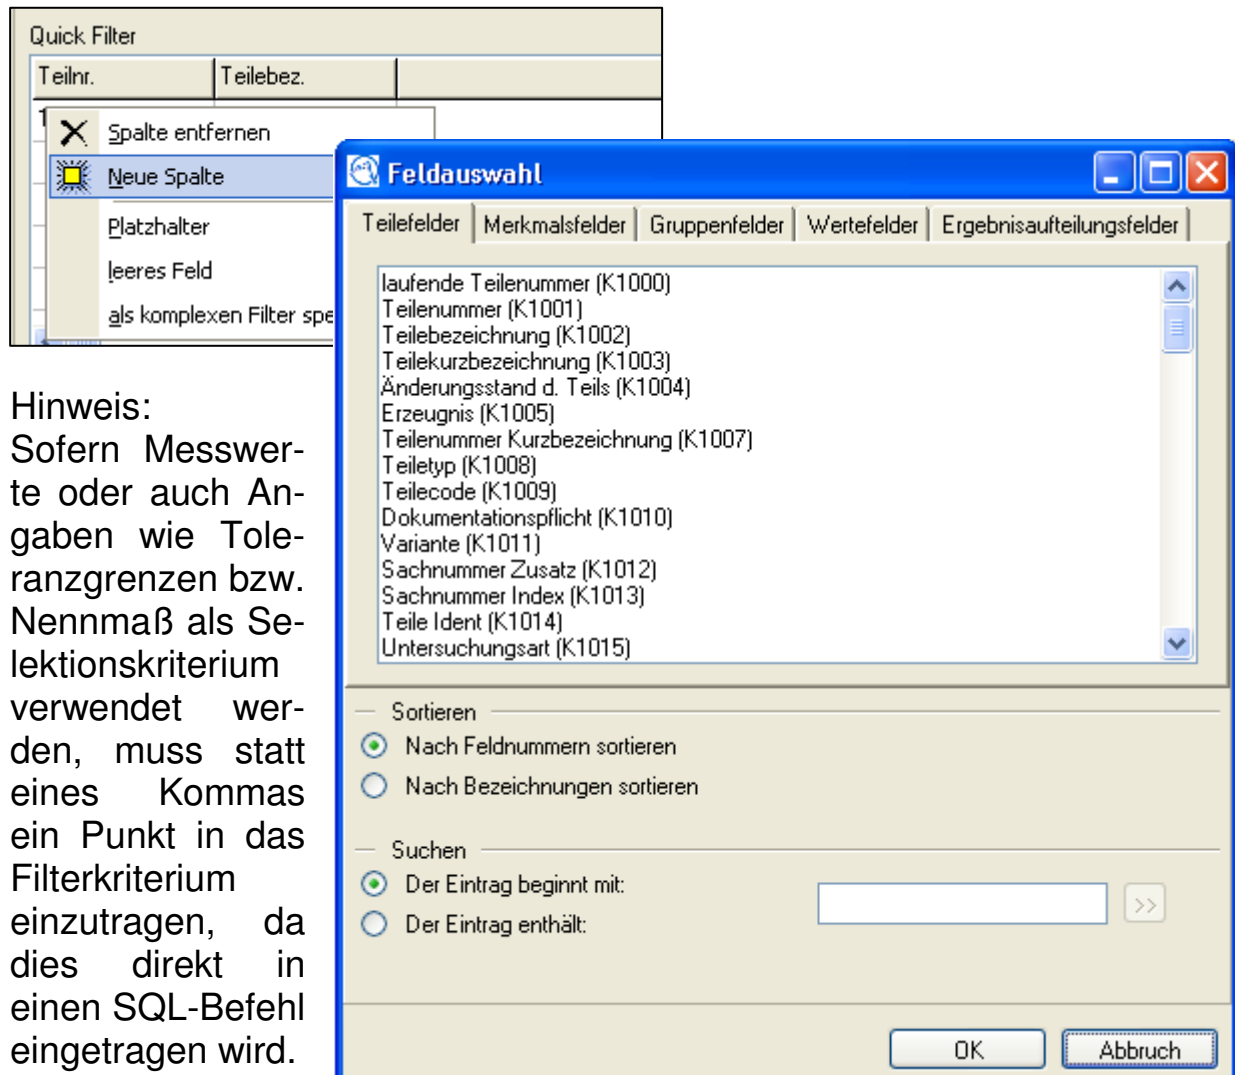 Quick Filter
Teilnr. Teilebez.
Spalte entfernen
Neue Spalte
Platzhalter
leeres Feld
als komplexen Filter spe
Feldauswahl
Teilefelder Merkmalsfelder Gruppenfelder Wertefelder Ergebnisaufteilungsfelder
laufende Teilenummer (K1000)
Teilenummer (K1001)
Teilebezeichnung (K1002)
Teilekurzbezeichnung (K1003)
Änderungsstand d. Teils (K1004)
Erzeugnis (K1005)
Teilenummer Kurzbezeichnung (K1007)
Teiletyp (K1008)
Teilecode (K1009)
Dokumentationspflicht (K1010)
Variante (K1011)
Sachnummer Zusatz (K1012)
Sachnummer Index (K1013)
Teile Ident (K1014)
Untersuchungsart (K1015)
Sortieren
Nach Feldnummern sortieren
Nach Bezeichnungen sortieren
Suchen
Der Eintrag beginnt mit:
>>
Der Eintrag enthält:
OK Abbruch
Hinweis:
Sofern Messwer-
te oder auch An-
gaben wie Tole-
ranzgrenzen bzw.
Nennmaß als Se-
lektionskriterium
verwendet wer-
den, muss statt
eines Kommas
ein Punkt in das
Filterkriterium
einzutragen, da
dies direkt in
einen SQL-Befehl
eingetragen wird.